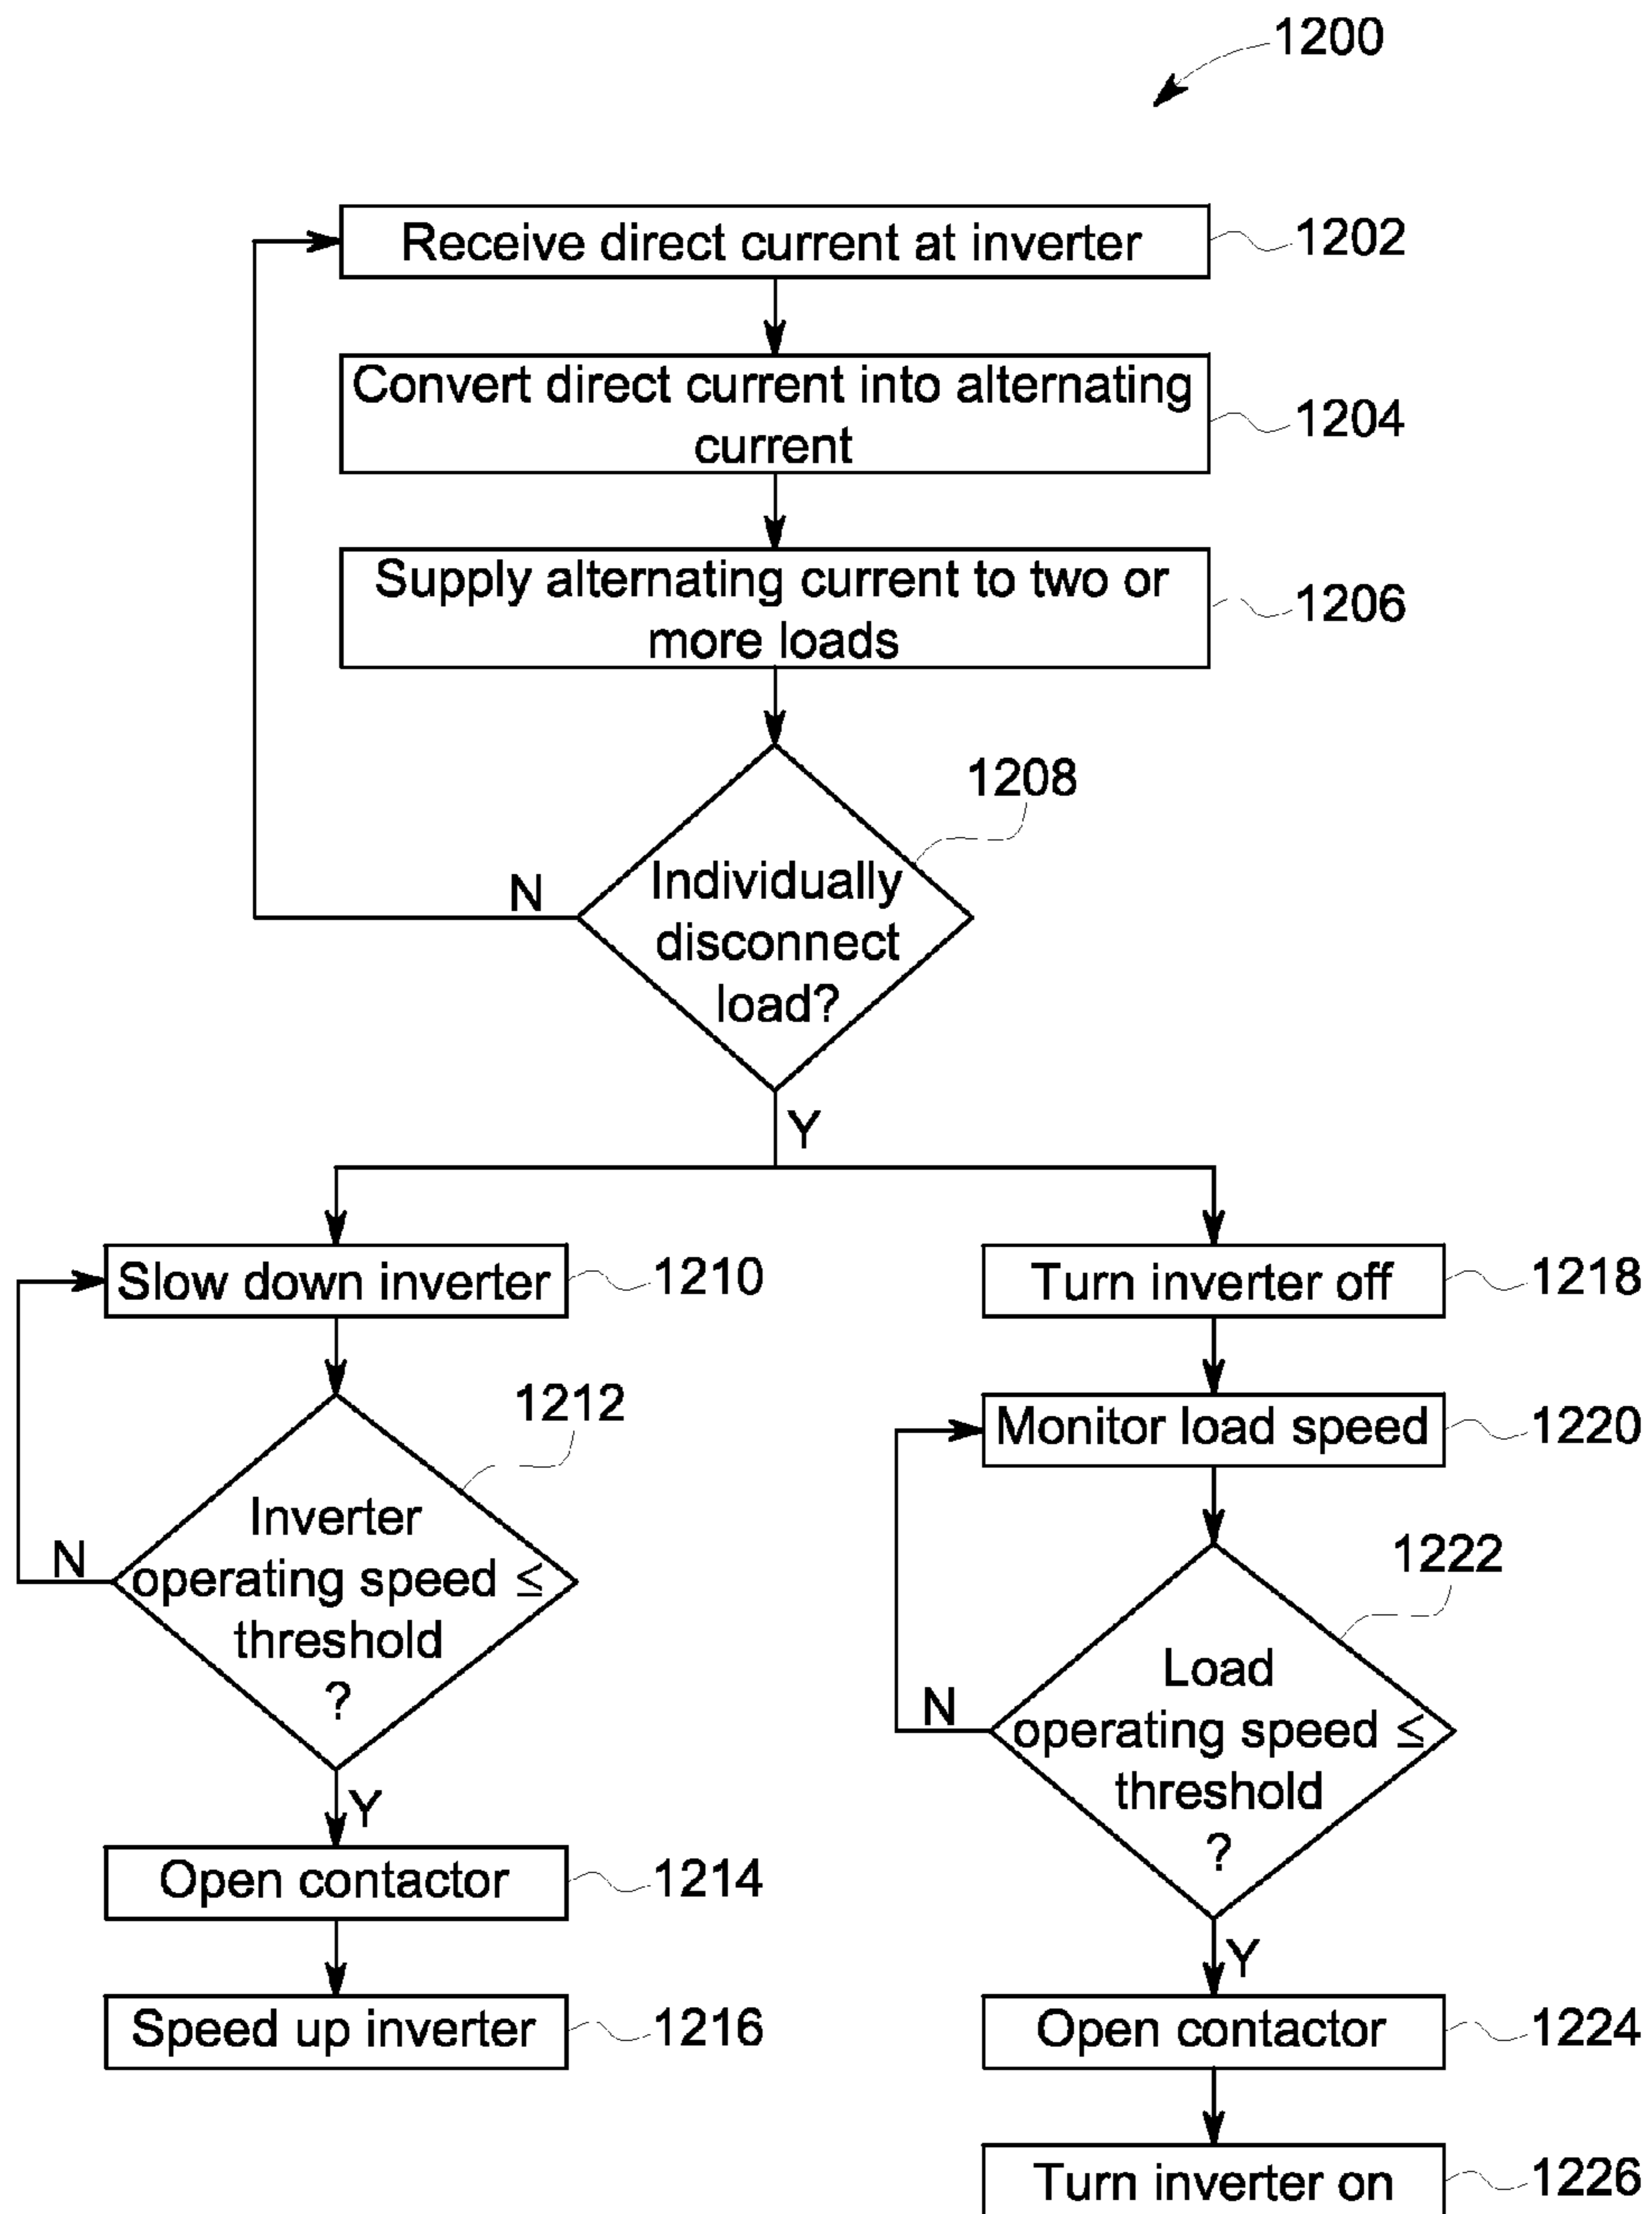 1200
Receive direct current at inverter
1202
Convert direct current into alternating
current
1204
Supply alternating current to two or
more loads
1206
1208
Individually
disconnect
load?
N
Y
Slow down inverter
1210
Turn inverter off
1218
1212
Inverter
operating speed ≤
threshold
?
N
Monitor load speed
1220
1222
Load
operating speed ≤
threshold
?
N
Y
Open contactor
1214
Speed up inverter
1216
Y
Open contactor
1224
Turn inverter on
1226